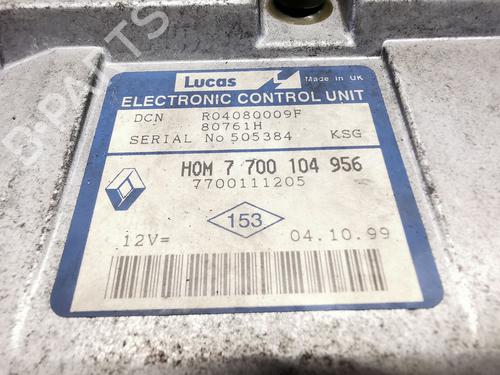 Lucas
Made in UK
ELECTRONIC CONTROL UNIT
DCN R04080009F
80761H
SERIAL No 505384 KSG
HOM 7 700 104 956
7700111205
153
12V= 04.10.99